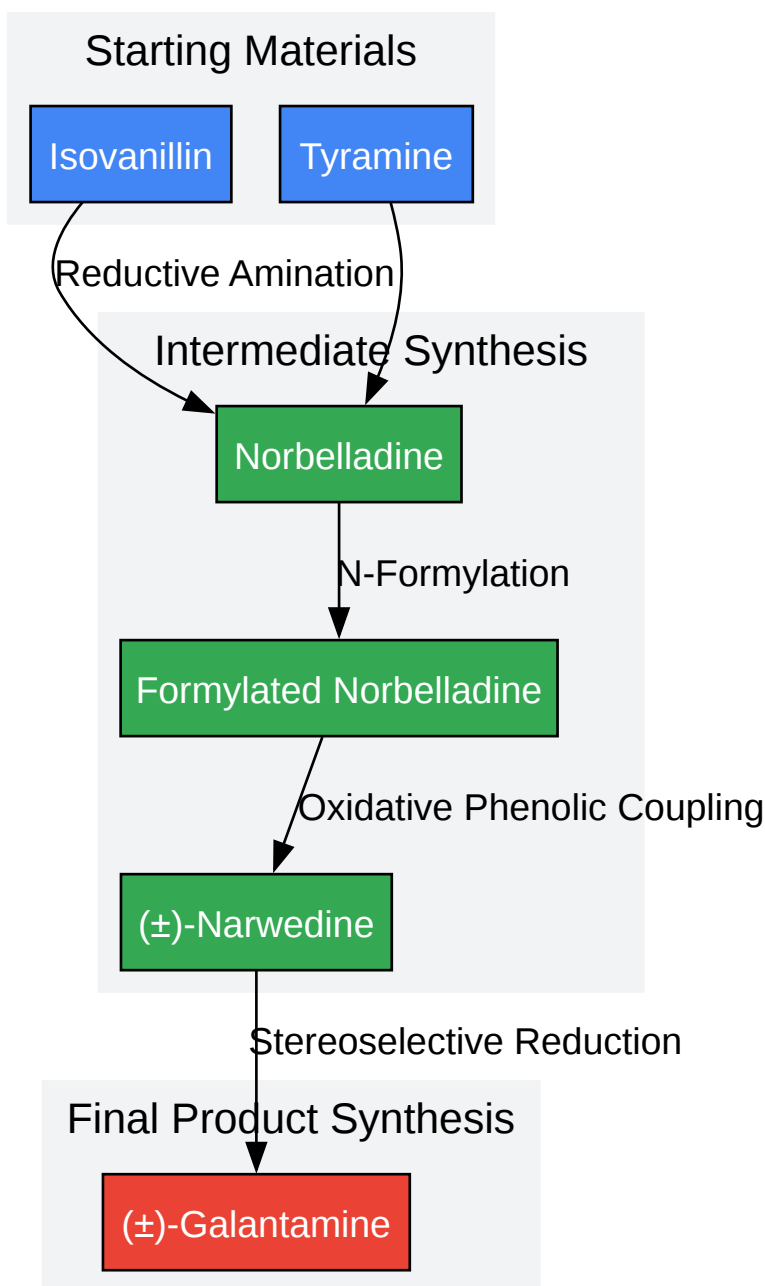 Starting Materials
Isovanillin
Tyramine
Reductive Amination
Intermediate Synthesis
Norbelladine
N-Formylation
Formylated Norbelladine
Oxidative Phenolic Coupling
(±)-Narwedine
Stereoselective Reduction
Final Product Synthesis
(±)-Galantamine